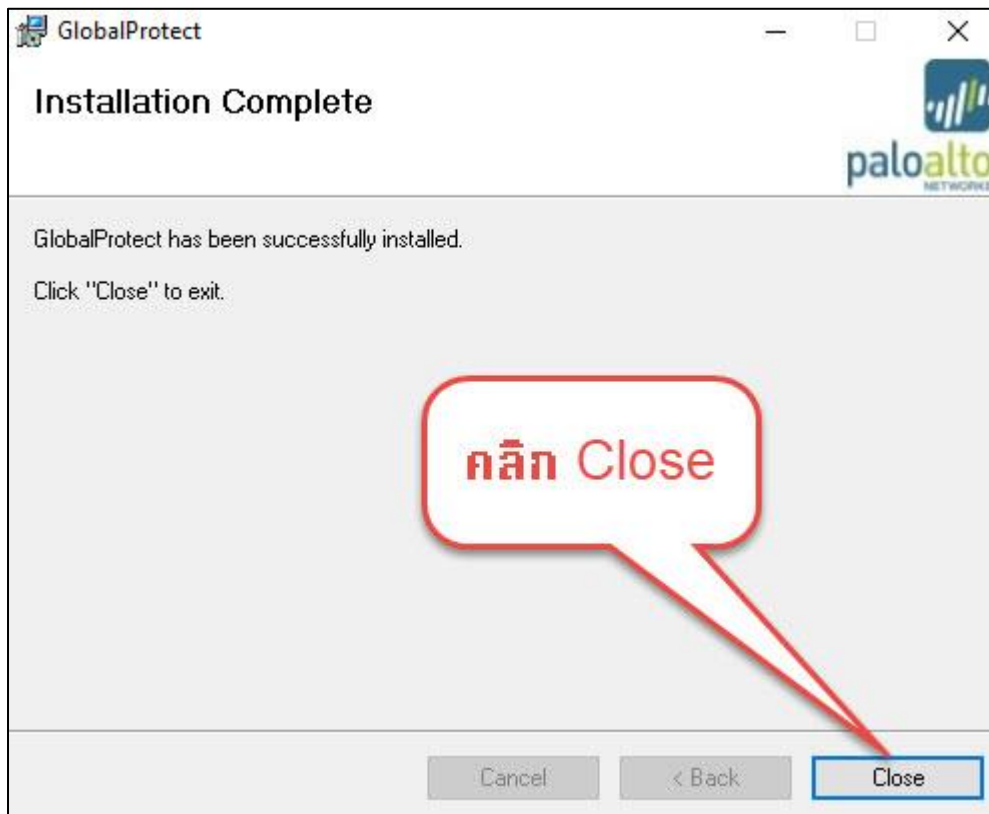 GlobalProtect
Installation Complete
paloalto
NETWORKS
GlobalProtect has been successfully installed.
Click "Close" to exit.
คลิก Close
Cancel
< Back
Close